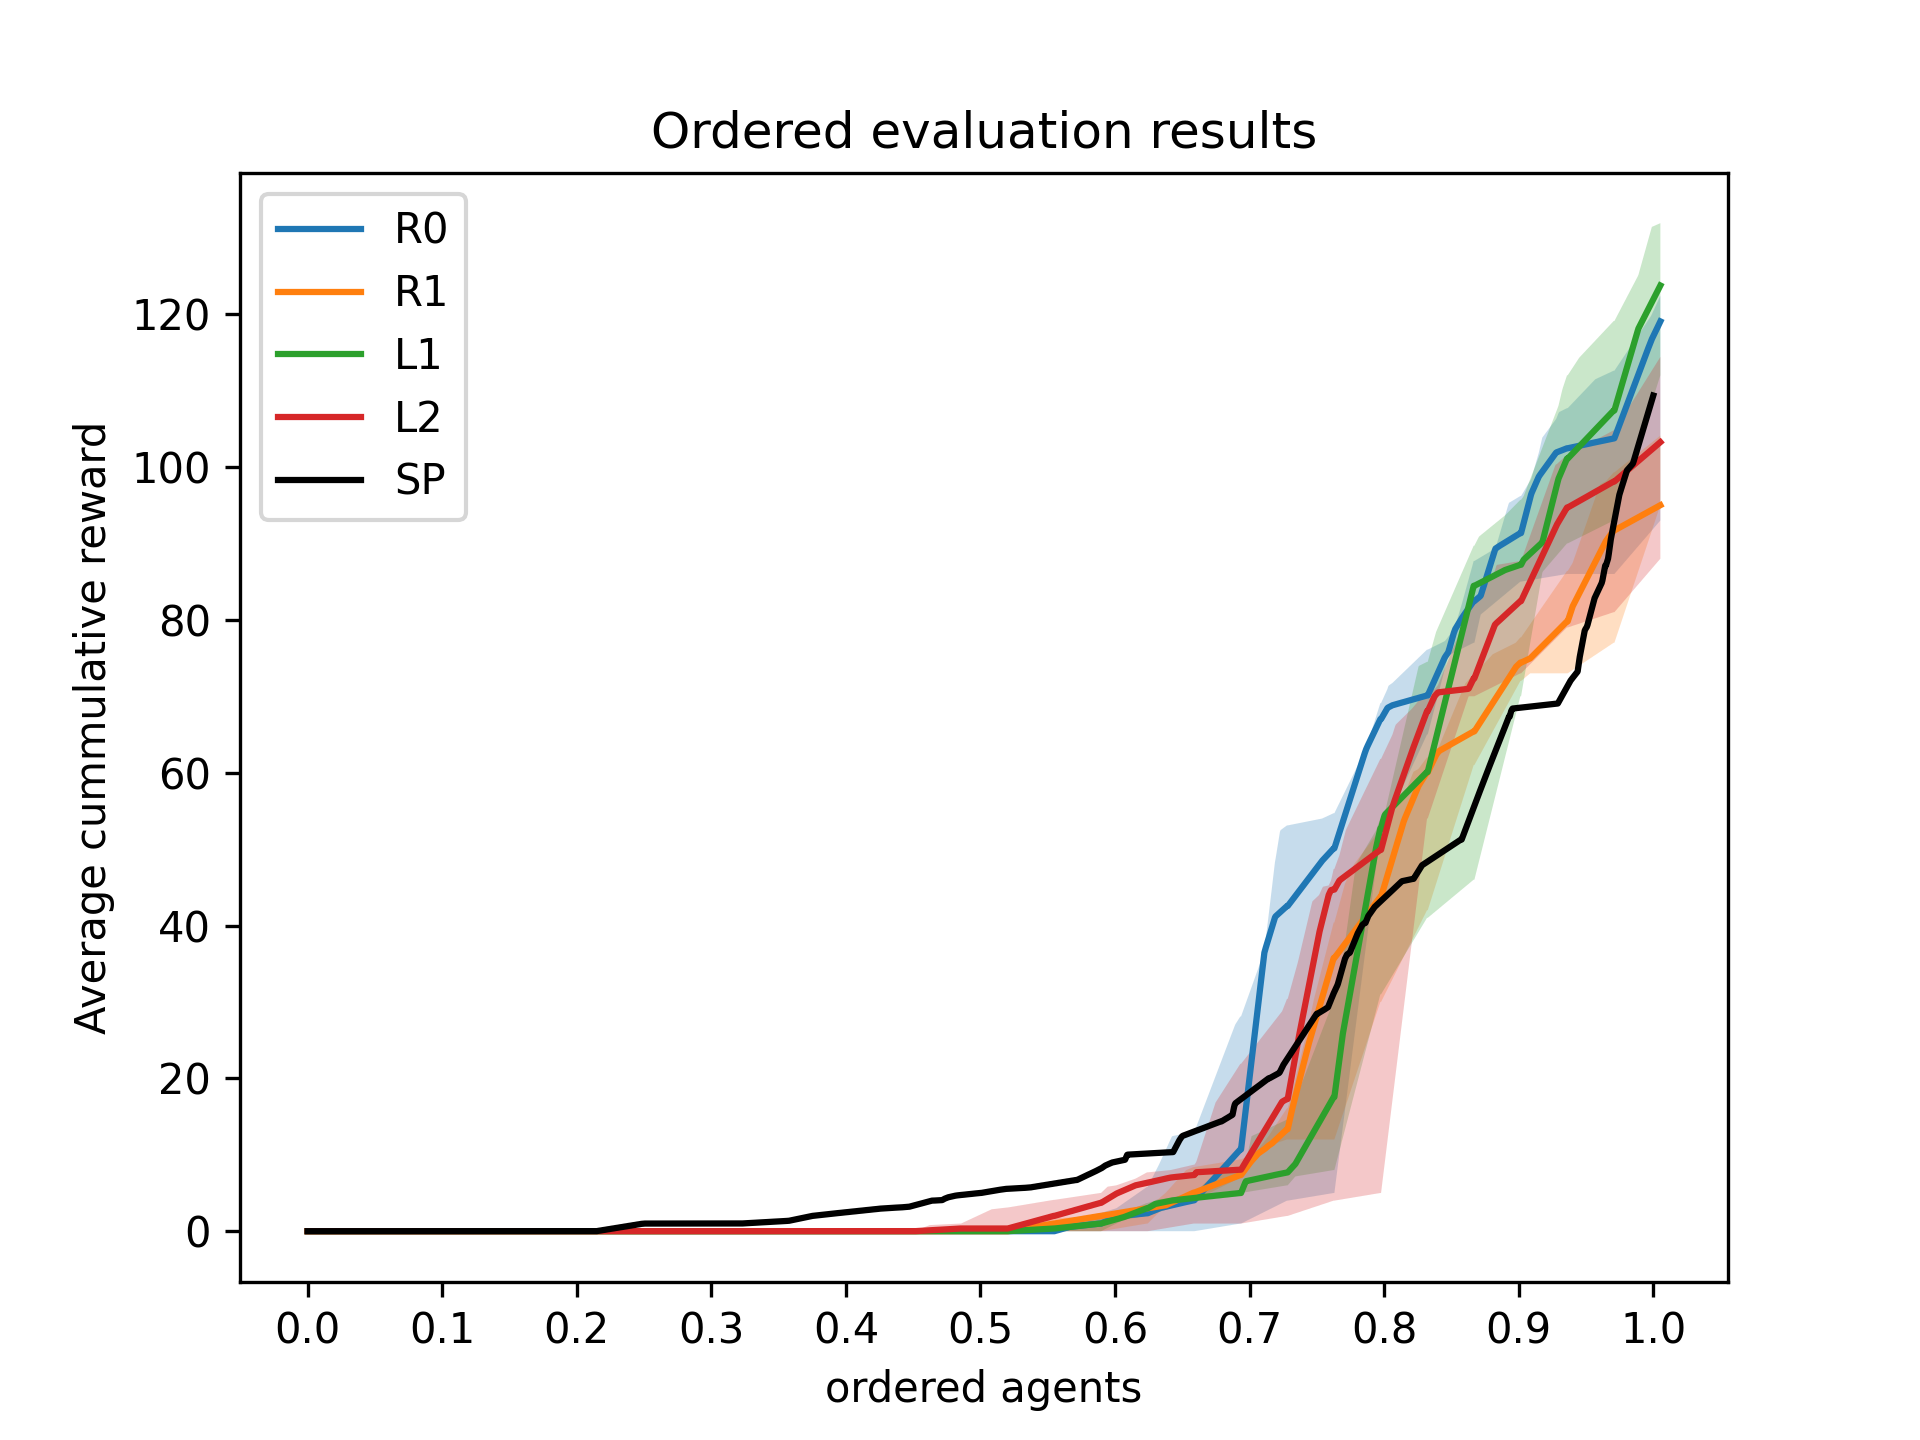 Ordered evaluation results
R0
R1
L1
L2
SP
Average cummulative reward
120
100
80
60
40
20
0
0.0 0.1 0.2 0.3 0.4 0.5 0.6 0.7 0.8 0.9 1.0
ordered agents